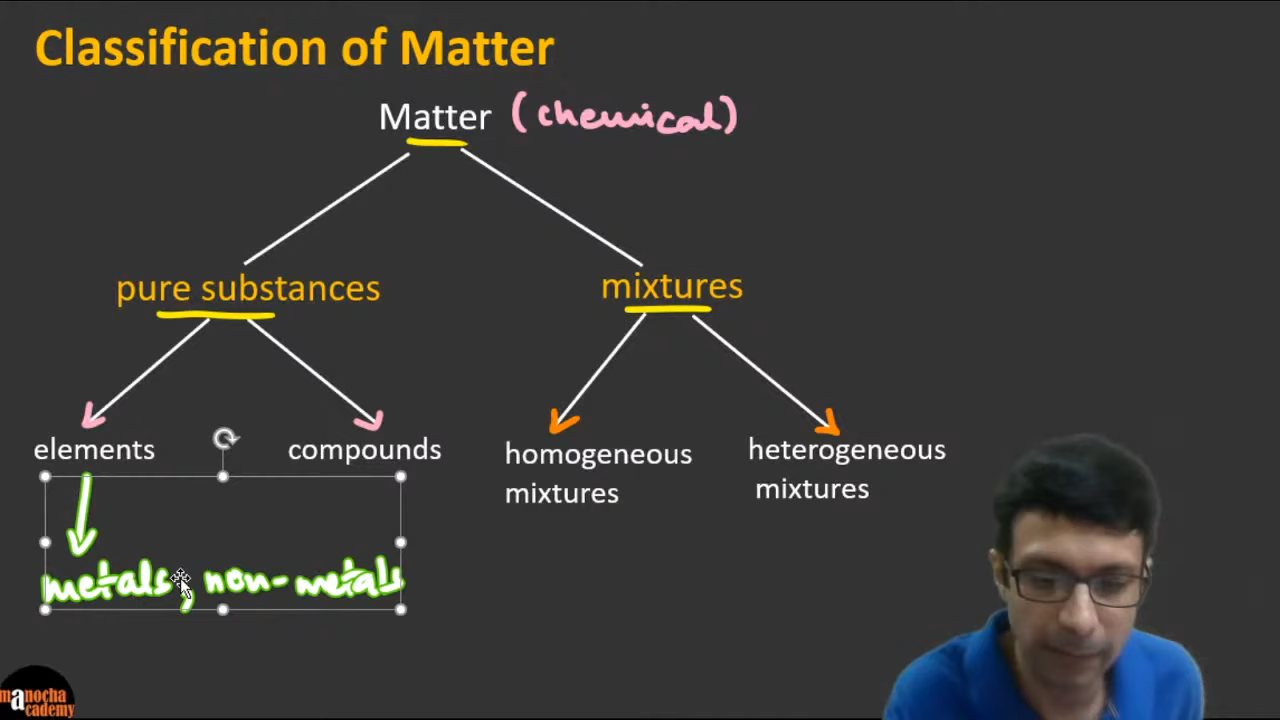 Classification of Matter
Matter (chemical)
pure substances
mixtures
elements
compounds
homogeneous
mixtures
heterogeneous
mixtures
metals, non-metals
manocha
academy